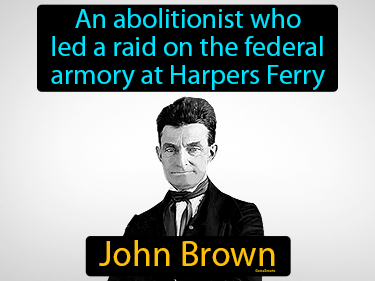 An abolitionist who
led a raid on the federal
armory at Harpers Ferry
John Brown